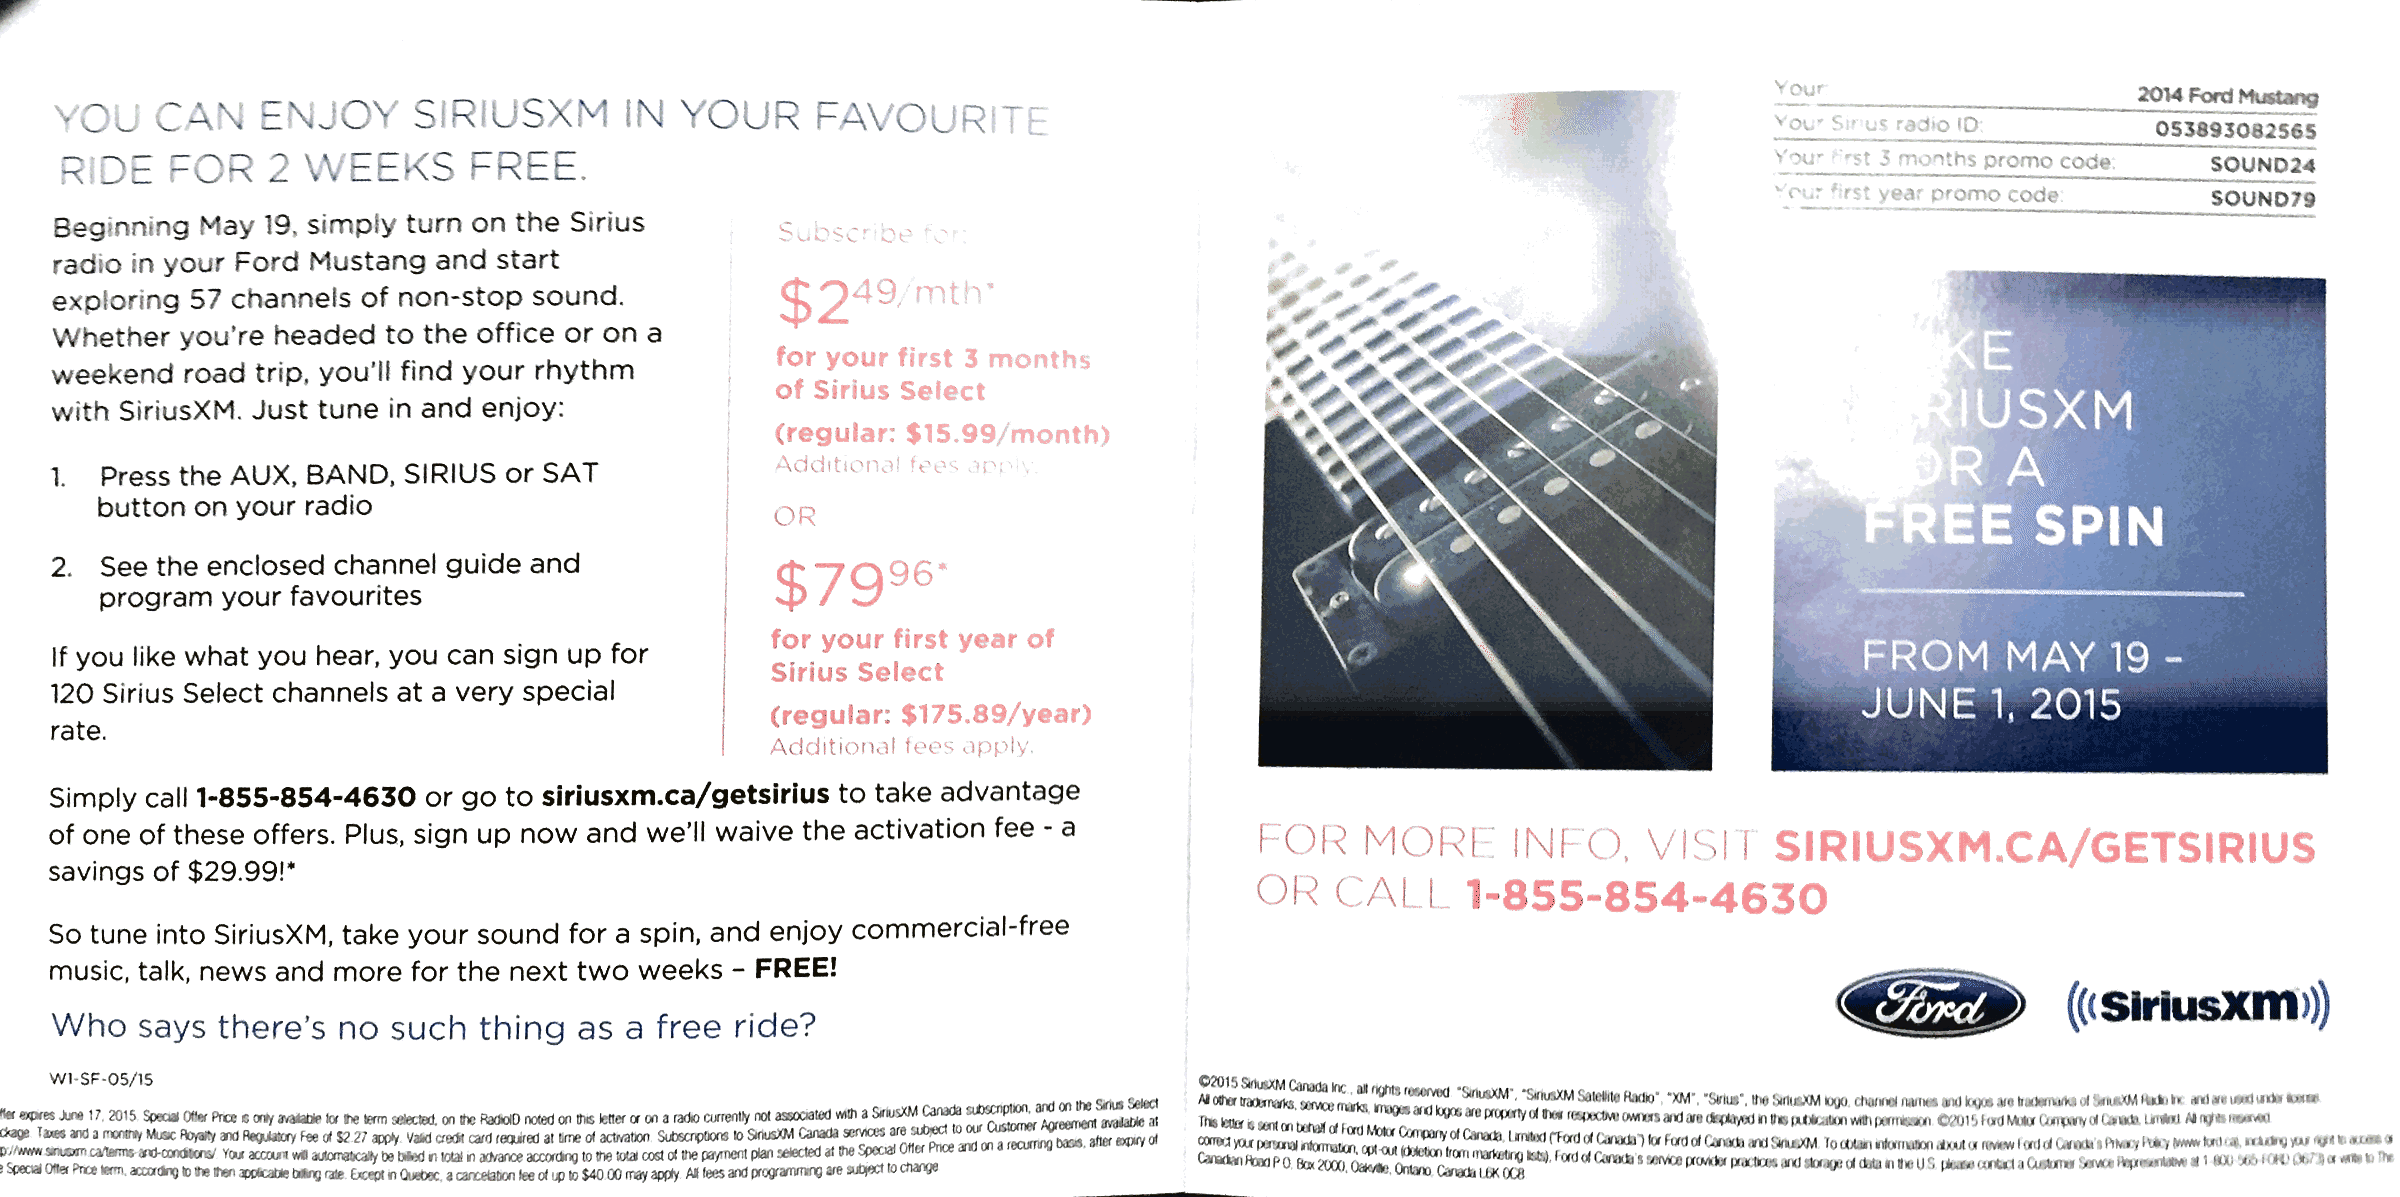 YOU CAN ENJOY SIRIUSXM IN YOUR FAVOURITE
RIDE FOR 2 WEEKS FREE.
Beginning May 19, simply turn on the Sirius
radio in your Ford Mustang and start
exploring 57 channels of non-stop sound.
Whether you're headed to the office or on a
weekend road trip, you'll find your rhythm
with SiriusXM. Just tune in and enjoy:
1. Press the AUX, BAND, SIRIUS or SAT
button on your radio
2. See the enclosed channel guide and
program your favourites
If you like what you hear, you can sign up for
120 Sirius Select channels at a very special
rate.
Subscribe for:
$2 49/mth*
for your first 3 months
of Sirius Select
(regular: $15.99/month)
Additional fees apply.
OR
$79 96*
for your first year of
Sirius Select
(regular: $175.89/year)
Additional fees apply.
Simply call 1-855-854-4630 or go to siriusxm.ca/getsirius to take advantage
of one of these offers. Plus, sign up now and we'll waive the activation fee - a
savings of $29.99!*
So tune into SiriusXM, take your sound for a spin, and enjoy commercial-free
music, talk, news and more for the next two weeks – FREE!
Who says there's no such thing as a free ride?
W1-SF-05/15
ffer expires June 17, 2015. Special Offer Price is only available for the term selected, on the RadioID noted on this letter or on a radio currently not associated with a SiriusXM Canada subscription, and on the Sirius Select
ckage. Taxes and a monthly Music Royalty and Regulatory Fee of $2.27 apply. Valid credit card required at time of activation. Subscriptions to SiriusXM Canada services are subject to our Customer Agreement available at
p://www.siriusxm.ca/terms-and-conditions/. Your account will automatically be billed in total in advance according to the total cost of the payment plan selected at the Special Offer Price and on a recurring basis, after expiry of
e Special Offer Price term, according to the then applicable billing rate. Except in Quebec, a cancelation fee of up to $40.00 may apply. All fees and programming are subject to change
Your 2014 Ford Mustang
Your Sirius radio ID: 053893082565
Your first 3 months promo code: SOUND24
Your first year promo code: SOUND79
KE
RIUSXM
OR A
FREE SPIN
FROM MAY 19 –
JUNE 1, 2015
FOR MORE INFO, VISIT SIRIUSXM.CA/GETSIRIUS
OR CALL 1-855-854-4630
Ford
SiriusXM
©2015 SiriusXM Canada Inc., all rights reserved. "SiriusXM", "SiriusXM Satellite Radio", "XM", "Sirius", the SiriusXM logo, channel names and logos are trademarks of SiriusXM Radio Inc. and are used under license.
All other trademarks, service marks, images and logos are property of their respective owners and are displayed in this publication with permission. ©2015 Ford Motor Company of Canada, Limited. All rights reserved.
This letter is sent on behalf of Ford Motor Company of Canada, Limited ("Ford of Canada") for Ford of Canada and SiriusXM. To obtain information about or review Ford of Canada's Privacy Policy (www.ford.ca), including your right to access or
correct your personal information, opt-out (deletion from marketing lists), Ford of Canada's service provider practices and storage of data in the U.S. please contact a Customer Service Representative at 1-800-565-FORD (3673) or write to The
Canadian Road P.O. Box 2000, Oakville, Ontario, Canada L6K 0C8